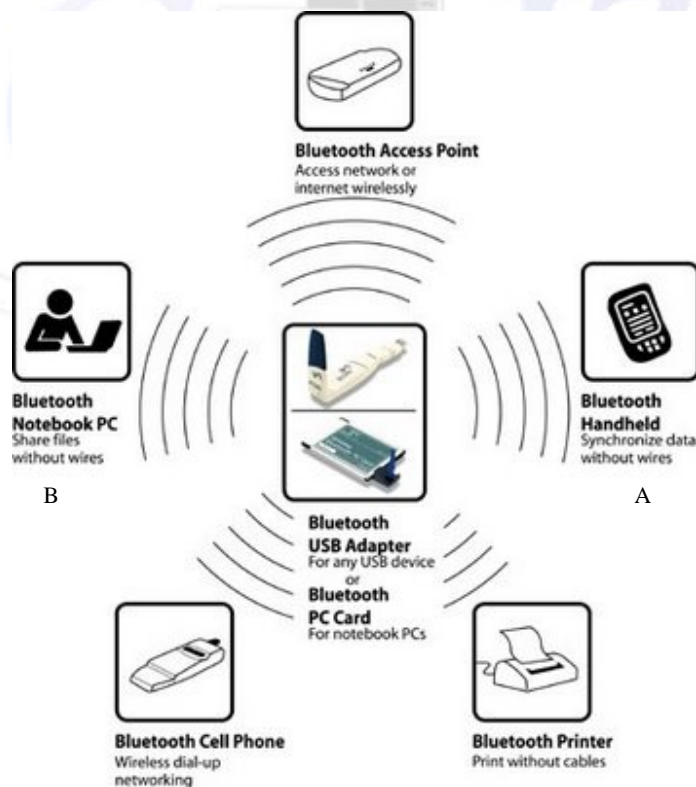 Bluetooth Access Point
Access network or
internet wirelessly
Bluetooth
Notebook PC
Share files
without wires
B
Bluetooth
Handheld
Synchronize data
without wires
A
Bluetooth
USB Adapter
For any USB device
or
Bluetooth
PC Card
For notebook PCs
Bluetooth Cell Phone
Wireless dial-up
networking
Bluetooth Printer
Print without cables